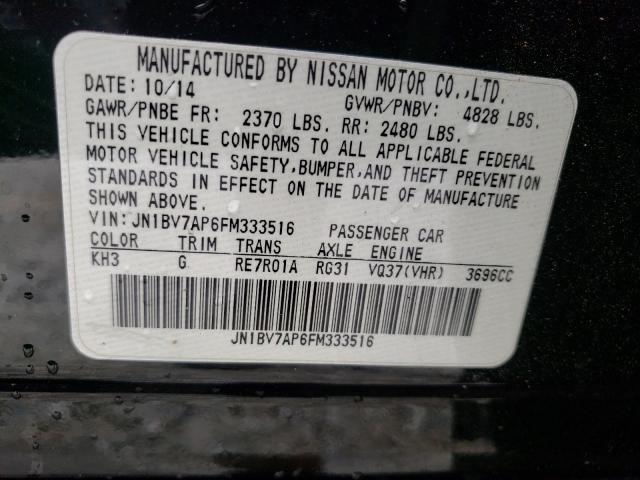 MANUFACTURED BY NISSAN MOTOR CO.,LTD.
DATE: 10/14 GVWR/PNBV: 4828 LBS.
GAWR/PNBE FR: 2370 LBS. RR: 2480 LBS.
THIS VEHICLE CONFORMS TO ALL APPLICABLE FEDERAL
MOTOR VEHICLE SAFETY,BUMPER,AND THEFT PREVENTION
STANDARDS IN EFFECT ON THE DATE OF MANUFACTURE
SHOWN ABOVE.
VIN:JN1BV7AP6FM333516 PASSENGER CAR
COLOR TRIM TRANS AXLE ENGINE
KH3 G RE7R01A RG31 VQ37(VHR) 3696CC
JN1BV7AP6FM333516